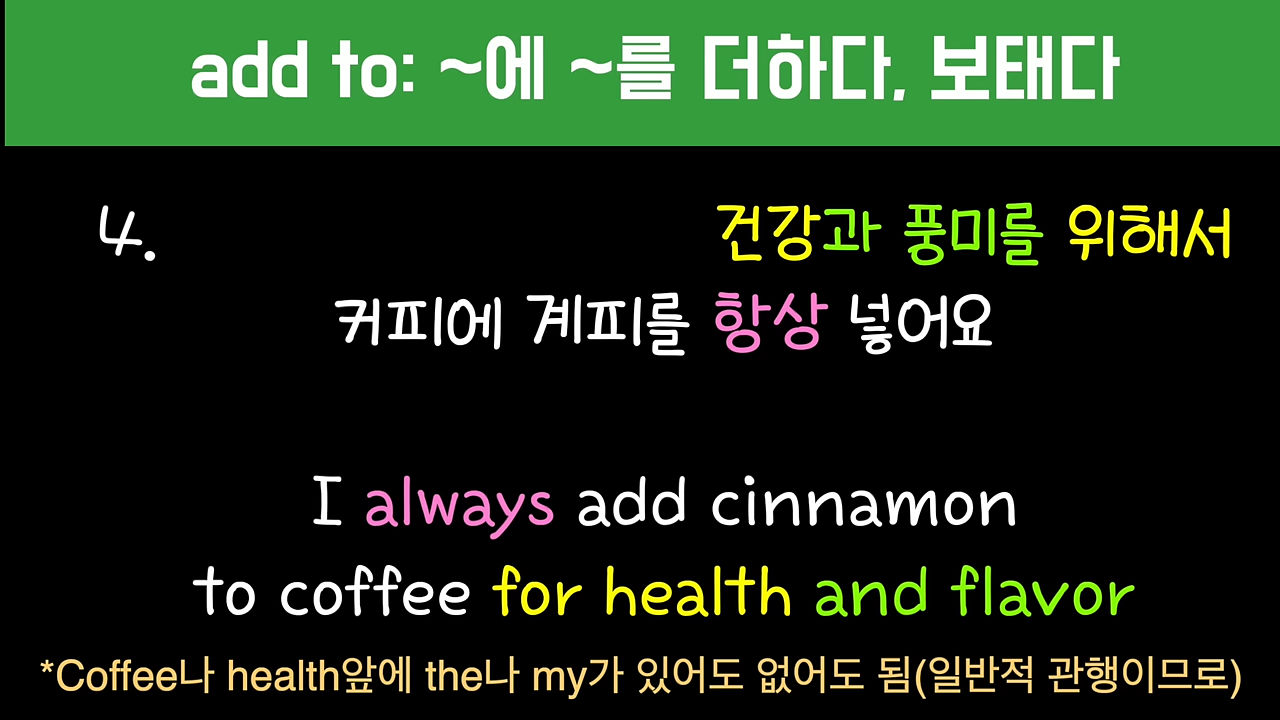 add to: ~에 ~를 더하다, 보태다
4. 건강과 풍미를 위해서
커피에 계피를 항상 넣어요
I always add cinnamon
to coffee for health and flavor
*Coffee나 health앞에 the나 my가 있어도 없어도 됨(일반적 관행이므로)